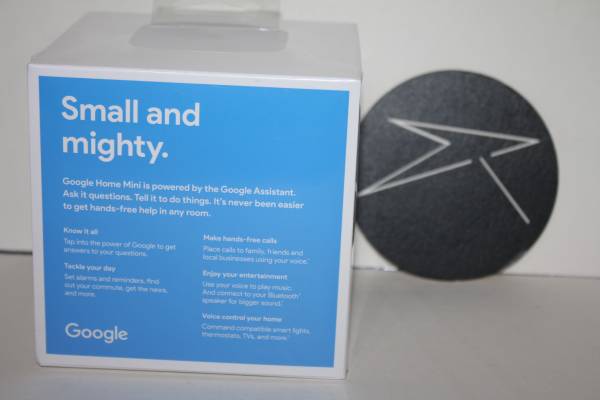 Small and
mighty.
Google Home Mini is powered by the Google Assistant.
Ask it questions. Tell it to do things. It's never been easier
to get hands-free help in any room.
Know it all
Tap into the power of Google to get
answers to your questions.
Tackle your day
Set alarms and reminders, find
out your commute, get the news,
and more.
Make hands-free calls
Place calls to family, friends and
local businesses using your voice.*
Enjoy your entertainment
Use your voice to play music.
And connect to your Bluetooth®
speaker for bigger sound.*
Voice control your home
Command compatible smart lights,
thermostats, TVs, and more.*
Google